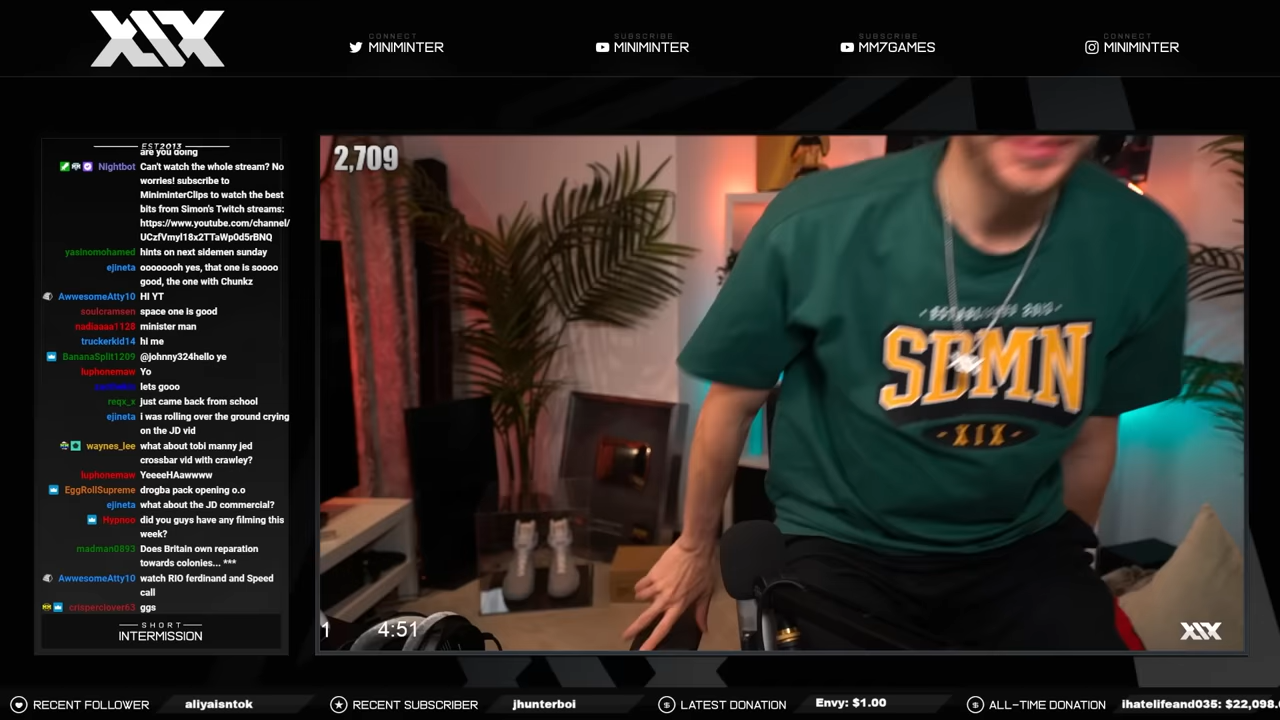 XIX
CONNECT
MINIMINTER
SUBSCRIBE
MINIMINTER
SUBSCRIBE
MM7GAMES
CONNECT
MINIMINTER
EST2013
are you doing
Nightbot Can't watch the whole stream? No
worries! subscribe to
MiniminterClips to watch the best
bits from Simon's Twitch streams:
https://www.youtube.com/channel/
UCzfVmyI18x2TTaWp0d5rBNQ
yasinomohamed hints on next sidemen sunday
ejineta oooooooh yes, that one is soooo
good, the one with Chunkz
AwwesomeAtty10 HI YT
soulcramsen space one is good
nadiaaaa1128 minister man
truckerkid14 hi me
BananaSplit1209 @johnny324hello ye
luphonemaw Yo
lets gooo
reqx_x just came back from school
ejineta i was rolling over the ground crying
on the JD vid
waynes_lee what about tobi manny jed
crossbar vid with crawley?
luphonemaw YeeeeHAawwww
EggRollSupreme drogba pack opening o.o
ejineta what about the JD commercial?
Hypnuo did you guys have any filming this
week?
madman0893 Does Britain own reparation
towards colonies... ***
AwwesomeAtty10 watch RIO ferdinand and Speed
call
crisperclover63 ggs
SHORT
INTERMISSION
2,709
ESTABLISHED 2013
SDMN
XIX
1 4:51
XIX
RECENT FOLLOWER aliyaisntok
RECENT SUBSCRIBER jhunterboi
LATEST DONATION Envy: $1.00
ALL-TIME DONATION ihatelifeand035: $22,098.